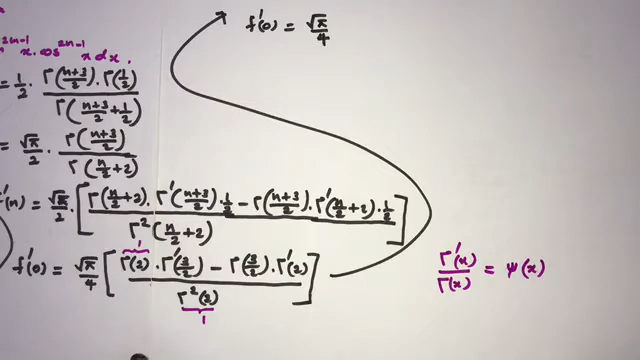 f'(0) = √π/4
2n-1 x. cos^2n-1 x dx.
= 1/2 · Γ(n+3/2) · Γ(1/2) / Γ(n+3/2 + 1/2)
= √π/2 · Γ(n+3/2) / Γ(n/2+2)
f'(n) = √π/2 · [Γ(n/2+2) · Γ'(n+3/2) · 1/2 − Γ(n+3/2) · Γ'(n/2+2) · 1/2 / Γ²(n/2+2)]
f'(0) = √π/4 [Γ(2) · Γ'(3/2) − Γ(3/2) · Γ'(2) / Γ²(2)]
1
1
Γ'(x)/Γ(x) = Ψ(x)